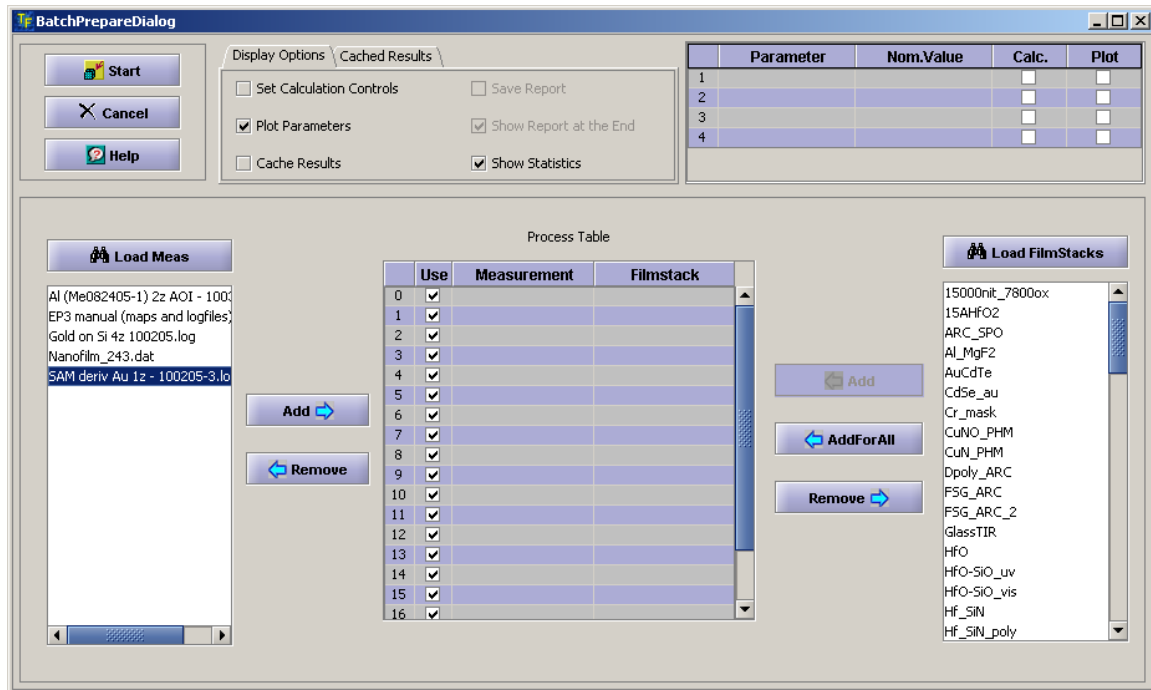 TF BatchPrepareDialog
Start
Cancel
Help
Display Options Cached Results
Set Calculation Controls Save Report
Plot Parameters Show Report at the End
Cache Results Show Statistics
Parameter Nom.Value Calc. Plot
1
2
3
4
Load Meas
Al (Me082405-1) 2z AOI - 100
EP3 manual (maps and logfiles)
Gold on Si 4z 100205.log
Nanofilm_243.dat
SAM deriv Au 1z - 100205-3.lo
Add
Remove
Process Table
Use Measurement Filmstack
0
1
2
3
4
5
6
7
8
9
10
11
12
13
14
15
16
Add
AddForAll
Remove
Load FilmStacks
15000nit_7800ox
15AHfO2
ARC_SPO
Al_MgF2
AuCdTe
CdSe_au
Cr_mask
CuNO_PHM
CuN_PHM
Dpoly_ARC
FSG_ARC
FSG_ARC_2
GlassTIR
HfO
HfO-SiO_uv
HfO-SiO_vis
Hf_SiN
Hf_SiN_poly